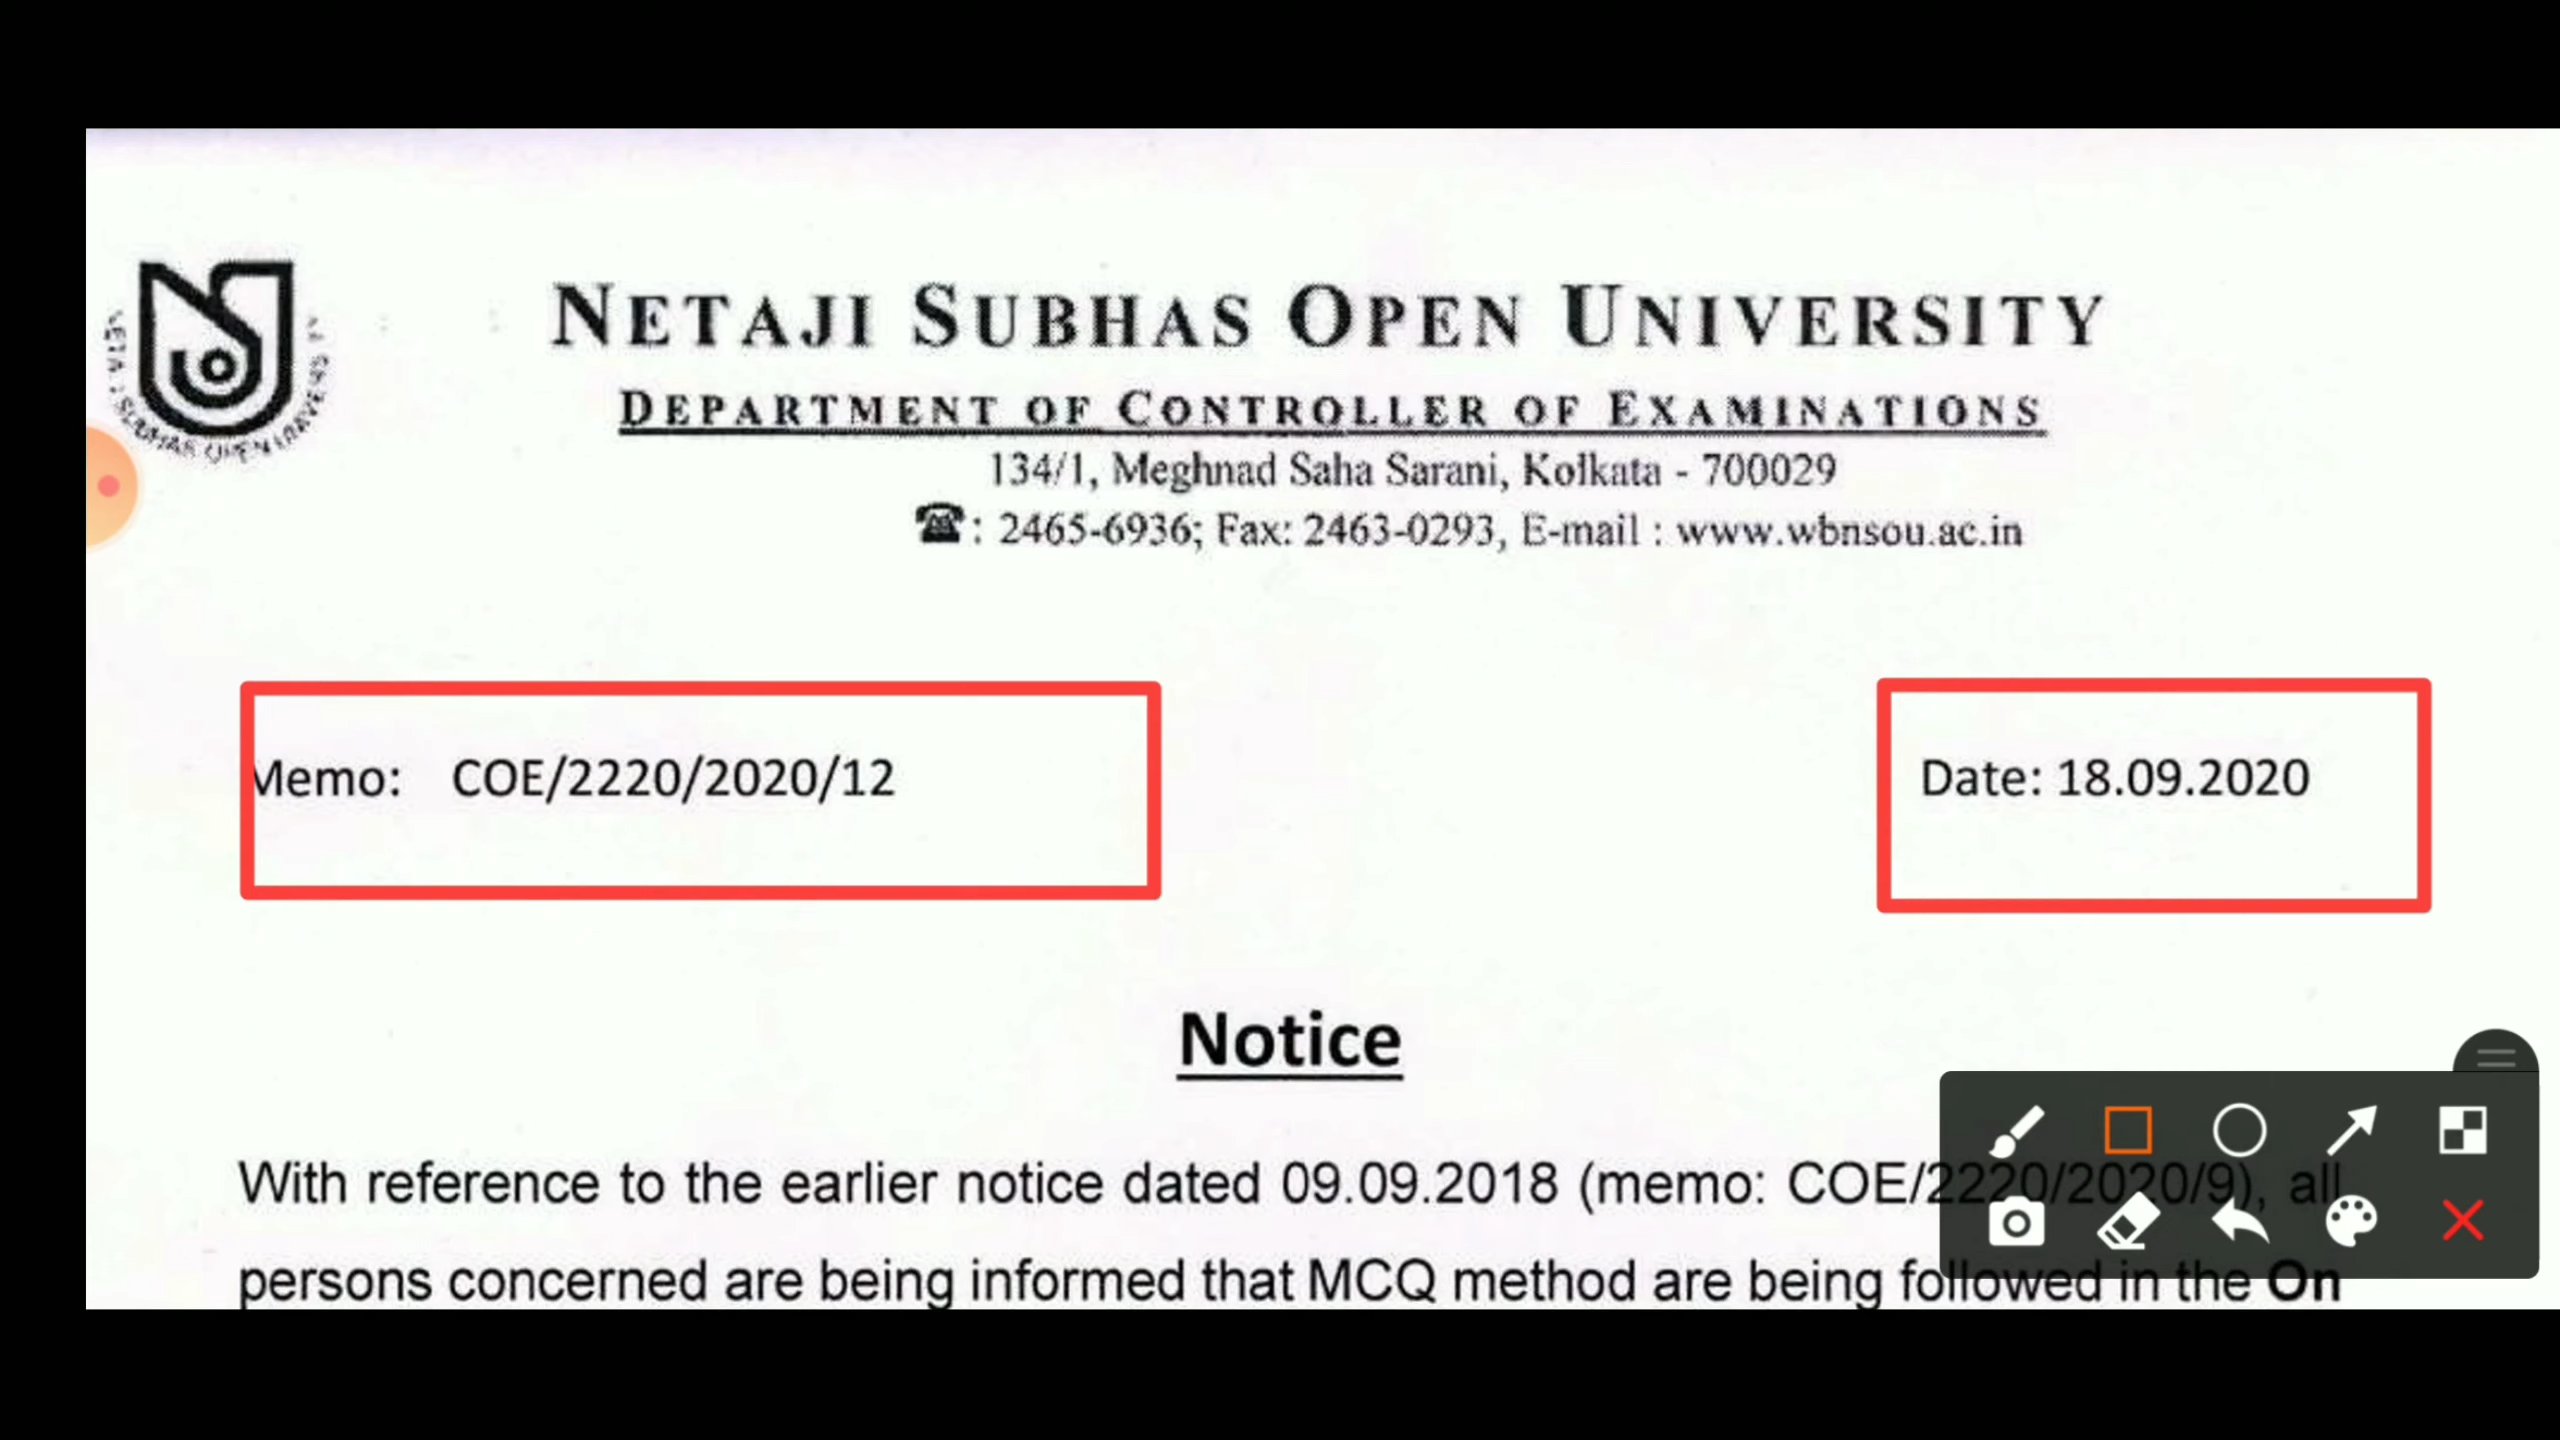 NETAJI SUBHAS OPEN UNIVERSITY
DEPARTMENT OF CONTROLLER OF EXAMINATIONS
134/1, Meghnad Saha Sarani, Kolkata - 700029
☎: 2465-6936; Fax: 2463-0293, E-mail : www.wbnsou.ac.in
Memo: COE/2220/2020/12
Date: 18.09.2020
Notice
With reference to the earlier notice dated 09.09.2018 (memo: COE/2220/2020/9), all
persons concerned are being informed that MCQ method are being followed in the On